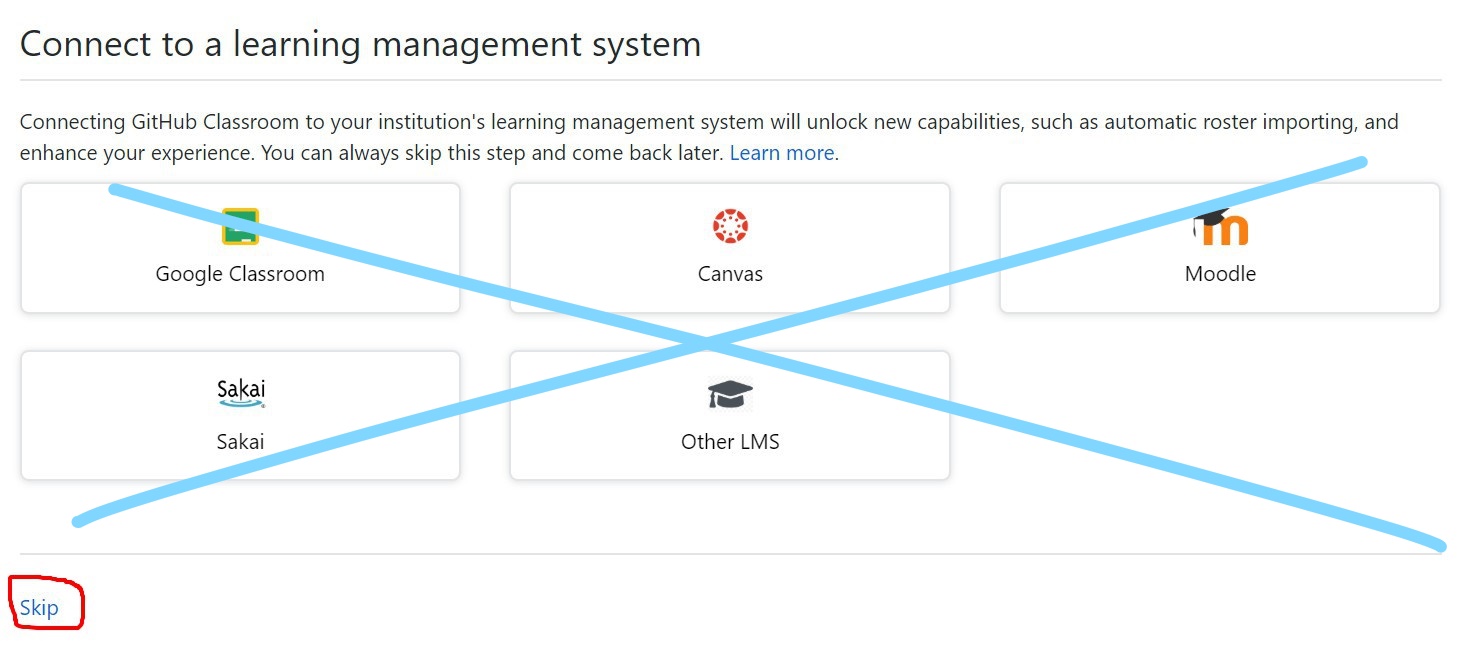 Connect to a learning management system
Connecting GitHub Classroom to your institution's learning management system will unlock new capabilities, such as automatic roster importing, and
enhance your experience. You can always skip this step and come back later. Learn more.
Google Classroom
Canvas
m
Moodle
Sakai
Sakai
Other LMS
Skip